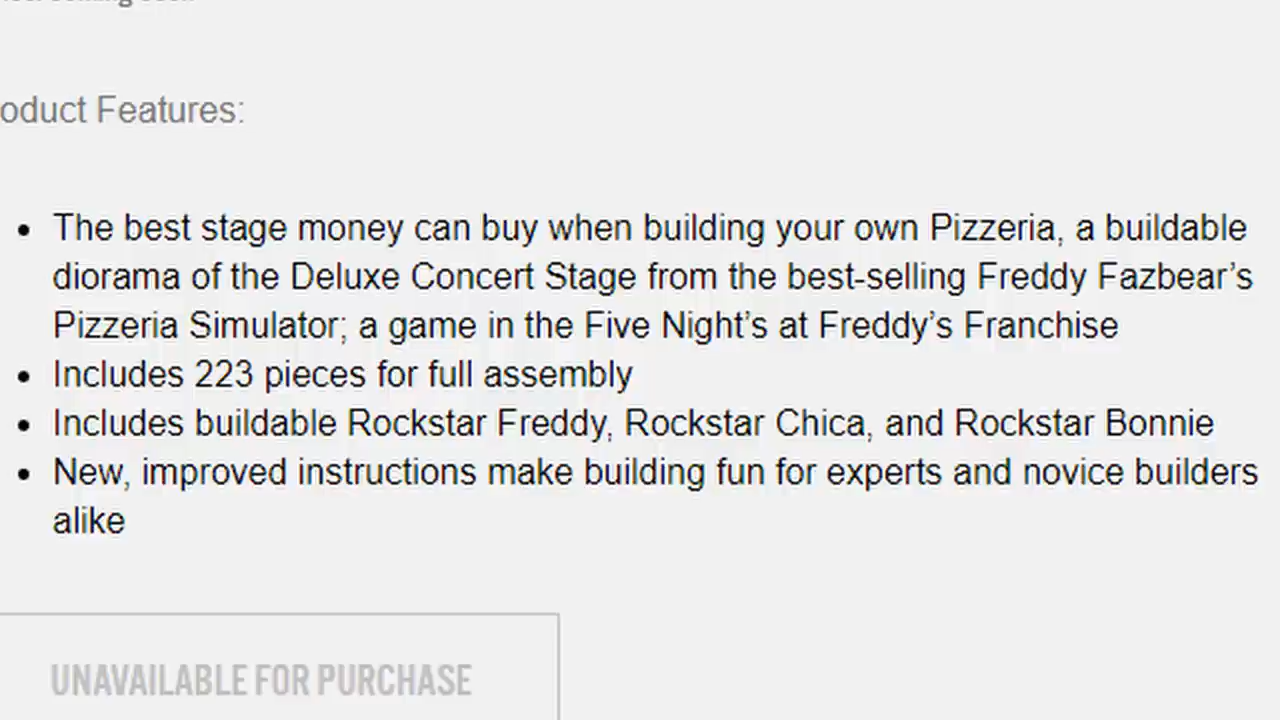 oduct Features:
The best stage money can buy when building your own Pizzeria, a buildable
diorama of the Deluxe Concert Stage from the best-selling Freddy Fazbear’s
Pizzeria Simulator; a game in the Five Night’s at Freddy’s Franchise
Includes 223 pieces for full assembly
Includes buildable Rockstar Freddy, Rockstar Chica, and Rockstar Bonnie
New, improved instructions make building fun for experts and novice builders
alike
UNAVAILABLE FOR PURCHASE